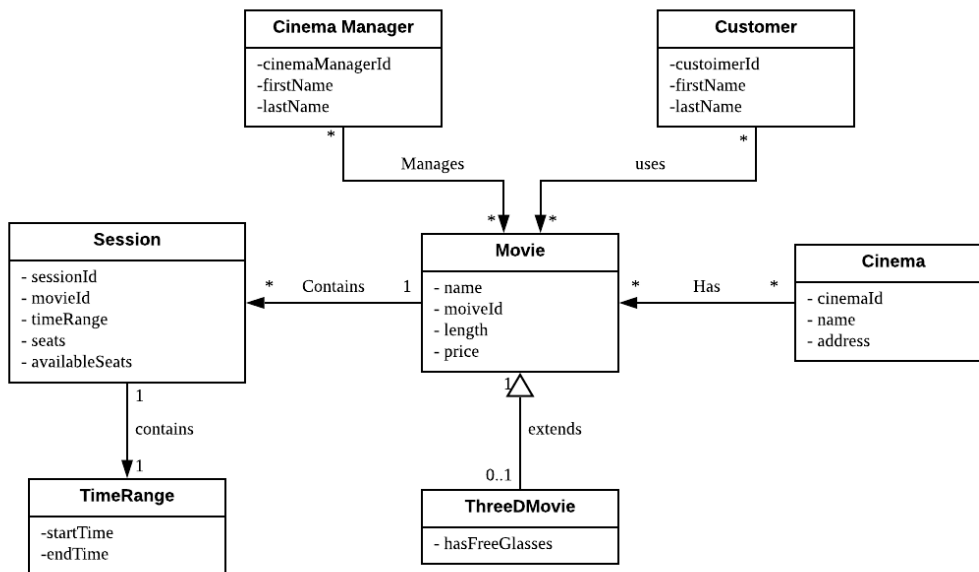 Cinema Manager
-cinemaManagerId
-firstName
-lastName
Customer
-custoimerId
-firstName
-lastName
*
Manages
*
*
uses
*
Session
- sessionId
- movieId
- timeRange
- seats
- availableSeats
*
Contains
1
Movie
- name
- moiveId
- length
- price
*
Has
*
Cinema
- cinemaId
- name
- address
1
contains
1
1
extends
0..1
TimeRange
-startTime
-endTime
ThreeDMovie
- hasFreeGlasses